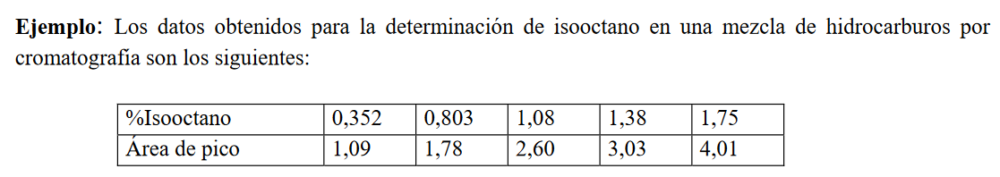 Ejemplo: Los datos obtenidos para la determinación de isooctano en una mezcla de hidrocarburos por
cromatografía son los siguientes:
%Isooctano 0,352 0,803 1,08 1,38 1,75
Área de pico 1,09 1,78 2,60 3,03 4,01